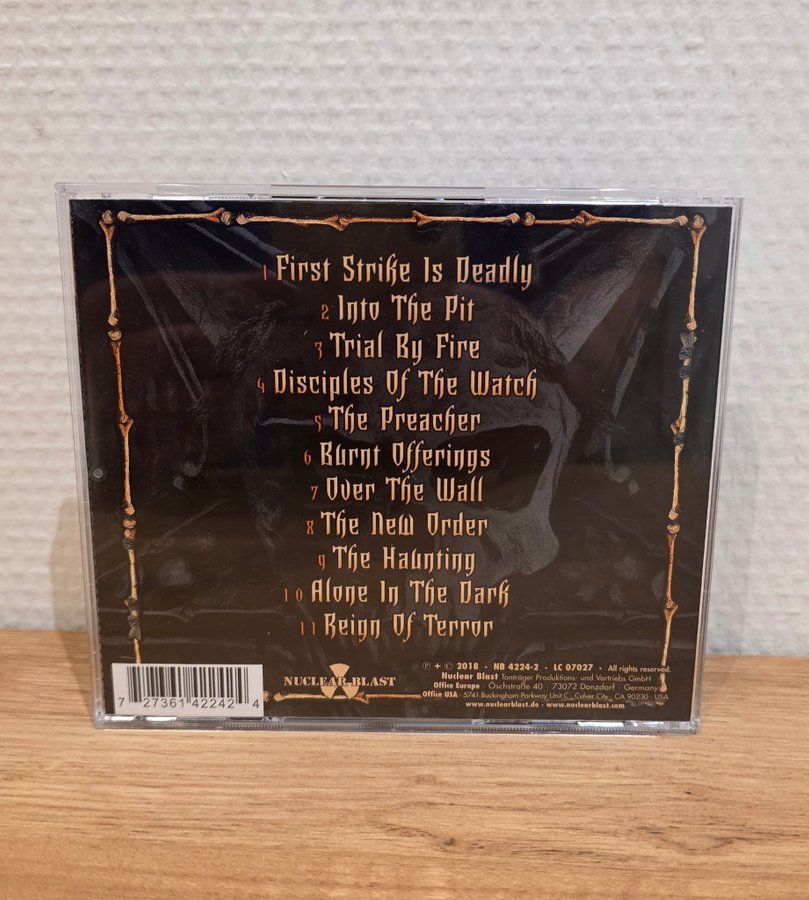 1 First Strike Is Deadly
2 Into The Pit
3 Trial By Fire
4 Disciples Of The Watch
5 The Preacher
6 Burnt Offerings
7 Over The Wall
8 The New Order
9 The Haunting
10 Alone In The Dark
11 Reign Of Terror
7 27361 42242 4
NUCLEAR BLAST
℗ + © 2018 · NB 4224-2 · LC 07027 · All rights reserved.
Nuclear Blast Tonträger Produktions- und Vertriebs GmbH
Office Europe · Oschstraße 40 · 73072 Donzdorf · Germany
Office USA · 5741 Buckingham Parkway Unit C_Culver City_ CA 90230 · USA
www.nuclearblast.de · www.nuclearblast.com